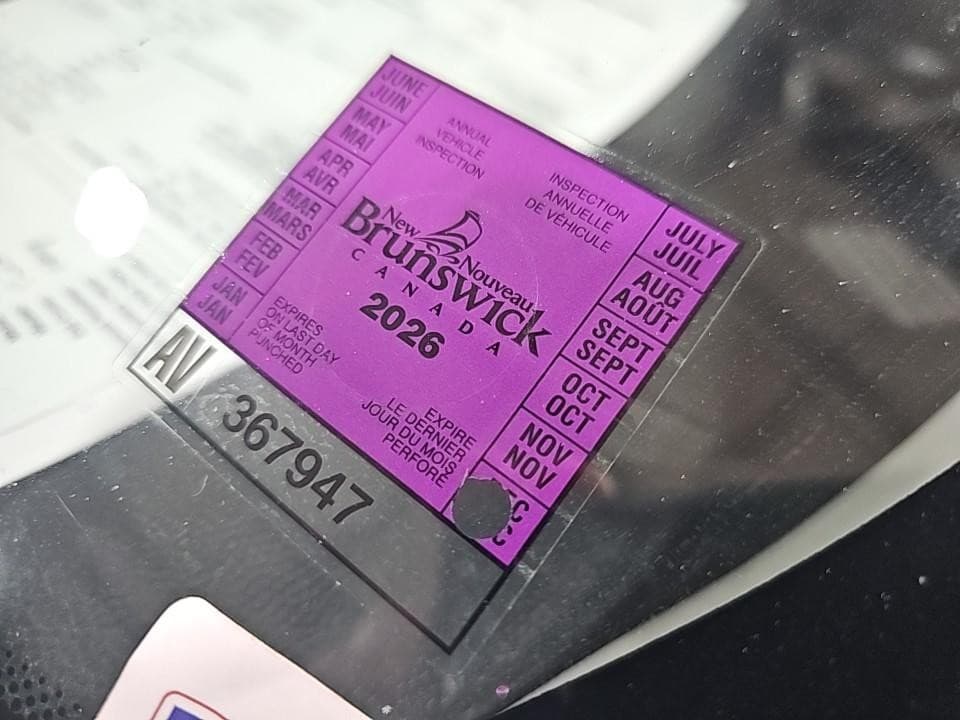 JUNE
JUIN
MAY
MAI
APR
AVR
MAR
MARS
FEB
FEV
JAN
JAN
ANNUAL
VEHICLE
INSPECTION
INSPECTION
ANNUELLE
DE VÉHICULE
New Nouveau
Brunswick
CANADA
2026
EXPIRES
ON LAST DAY
OF MONTH
PUNCHED
EXPIRE
LE DERNIER
JOUR DU MOIS
PERFORÉ
JULY
JUIL
AUG
AOUT
SEPT
SEPT
OCT
OCT
NOV
NOV
AV
367947